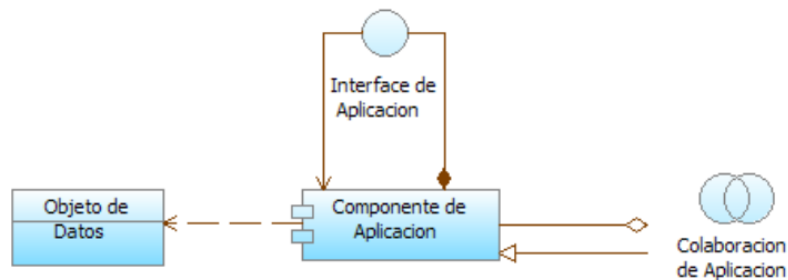 Interface de
Aplicacion
Objeto de
Datos
Componente de
Aplicacion
Colaboracion
de Aplicacion